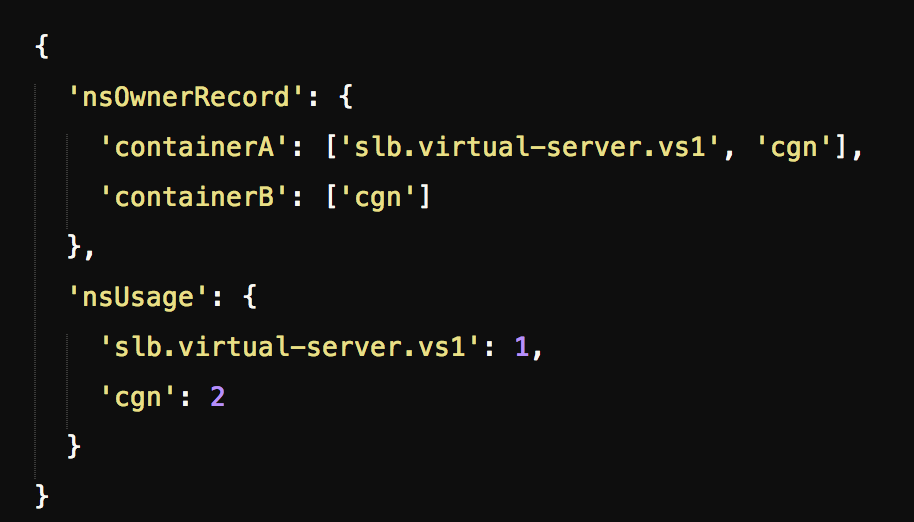 {
  'nsOwnerRecord': {
    'containerA': ['slb.virtual-server.vs1', 'cgn'],
    'containerB': ['cgn']
  },
  'nsUsage': {
    'slb.virtual-server.vs1': 1,
    'cgn': 2
  }
}